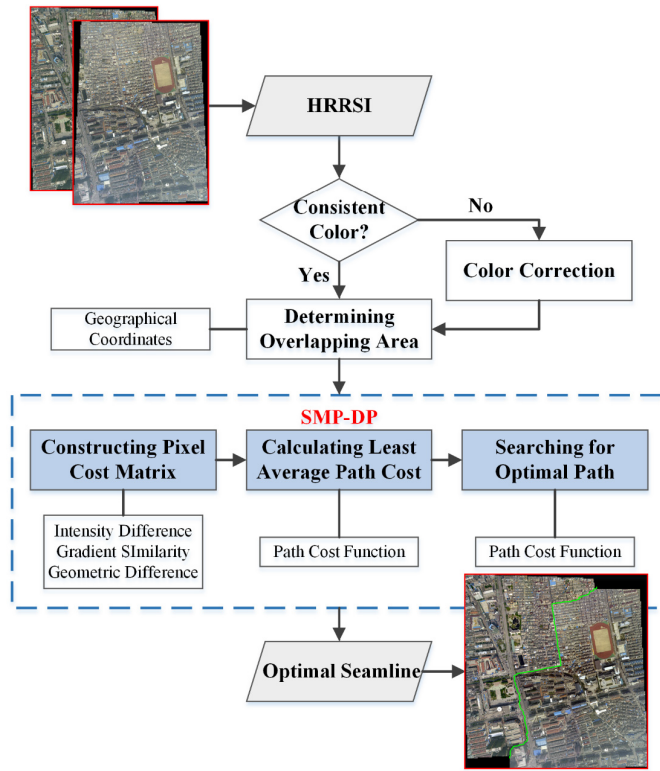 HRRSI
Consistent
Color?
No
Yes
Color Correction
Geographical
Coordinates
Determining
Overlapping Area
SMP-DP
Constructing Pixel
Cost Matrix
Calculating Least
Average Path Cost
Searching for
Optimal Path
Intensity Difference
Gradient SImilarity
Geometric Difference
Path Cost Function
Path Cost Function
Optimal Seamline